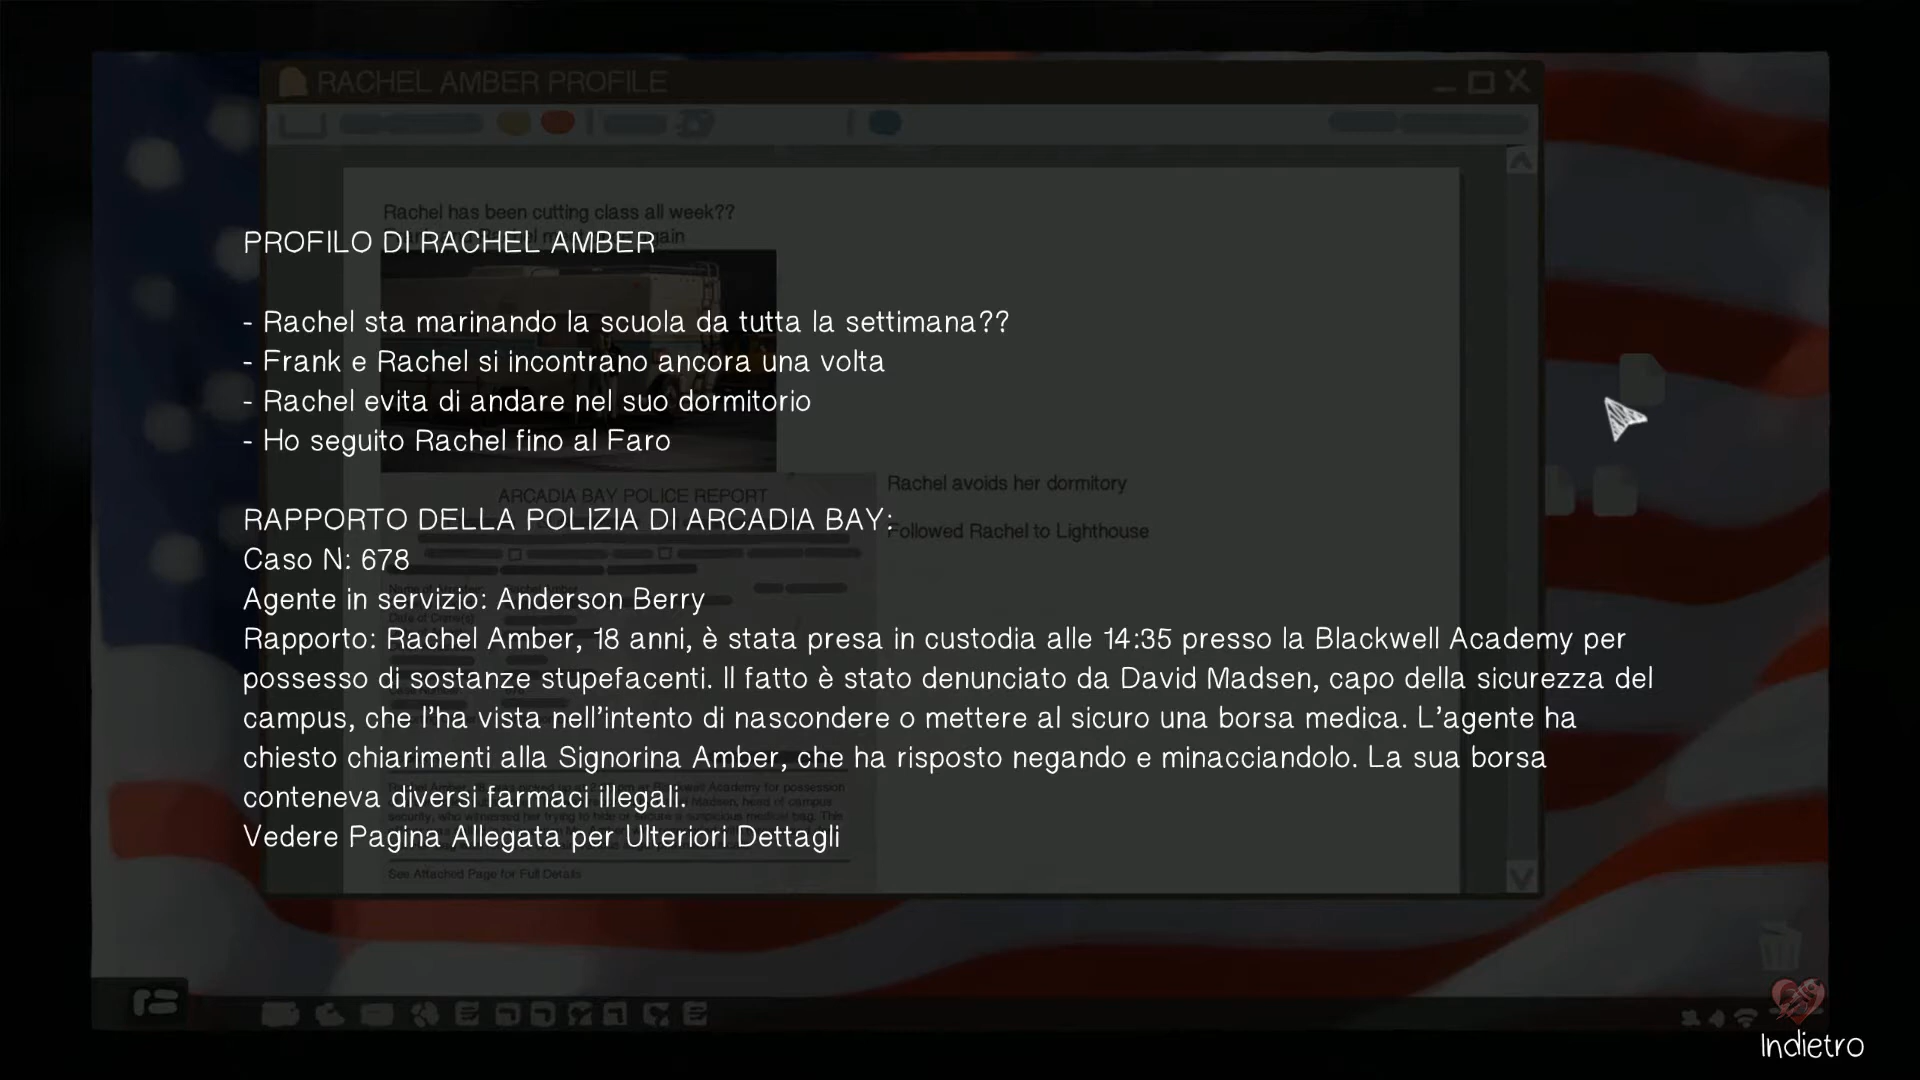 RACHEL AMBER PROFILE
Rachel has been cutting class all week??
PROFILO DI RACHEL AMBER
- Rachel sta marinando la scuola da tutta la settimana??
- Frank e Rachel si incontrano ancora una volta
- Rachel evita di andare nel suo dormitorio
- Ho seguito Rachel fino al Faro
Rachel avoids her dormitory
ARCADIA BAY POLICE REPORT
Followed Rachel to Lighthouse
RAPPORTO DELLA POLIZIA DI ARCADIA BAY:
Caso N: 678
Agente in servizio: Anderson Berry
Rapporto: Rachel Amber, 18 anni, è stata presa in custodia alle 14:35 presso la Blackwell Academy per
possesso di sostanze stupefacenti. Il fatto è stato denunciato da David Madsen, capo della sicurezza del
campus, che l'ha vista nell'intento di nascondere o mettere al sicuro una borsa medica. L'agente ha
chiesto chiarimenti alla Signorina Amber, che ha risposto negando e minacciandolo. La sua borsa
conteneva diversi farmaci illegali.
Vedere Pagina Allegata per Ulteriori Dettagli
See Attached Page for Full Details
Indietro